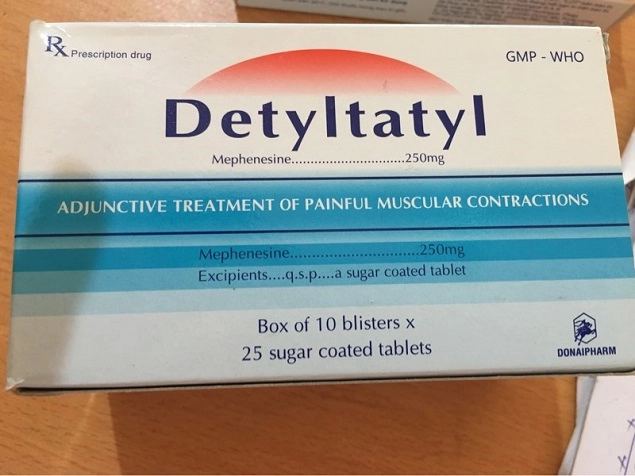 Rx Prescription drug
GMP - WHO
Detyltatyl
Mephenesine.............................250mg
ADJUNCTIVE TREATMENT OF PAINFUL MUSCULAR CONTRACTIONS
Mephenesine.............................250mg
Excipients....q.s.p....a sugar coated tablet
Box of 10 blisters x
25 sugar coated tablets
DONAIPHARM